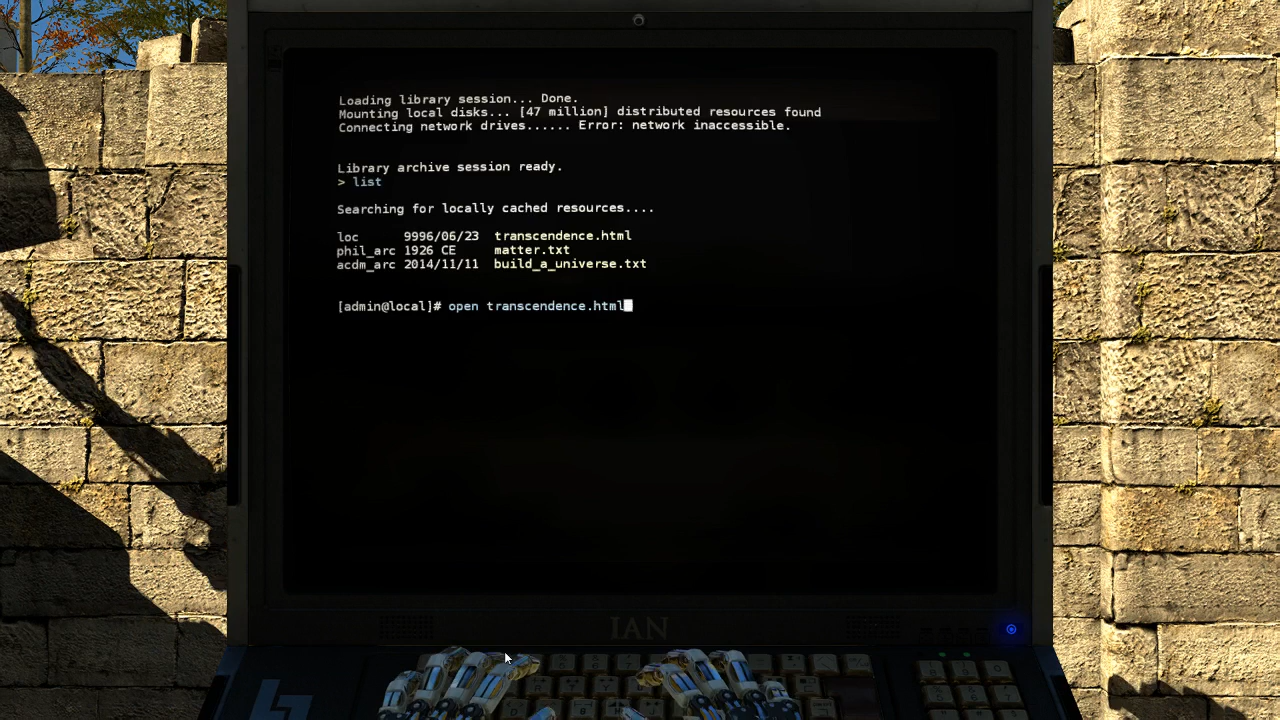 Loading library session... Done.
Mounting local disks... [47 million] distributed resources found
Connecting network drives...... Error: network inaccessible.
Library archive session ready.
> list
Searching for locally cached resources....
loc 9996/06/23 transcendence.html
phil_arc 1926 CE matter.txt
acdm_arc 2014/11/11 build_a_universe.txt
[admin@local]# open transcendence.html
IAN